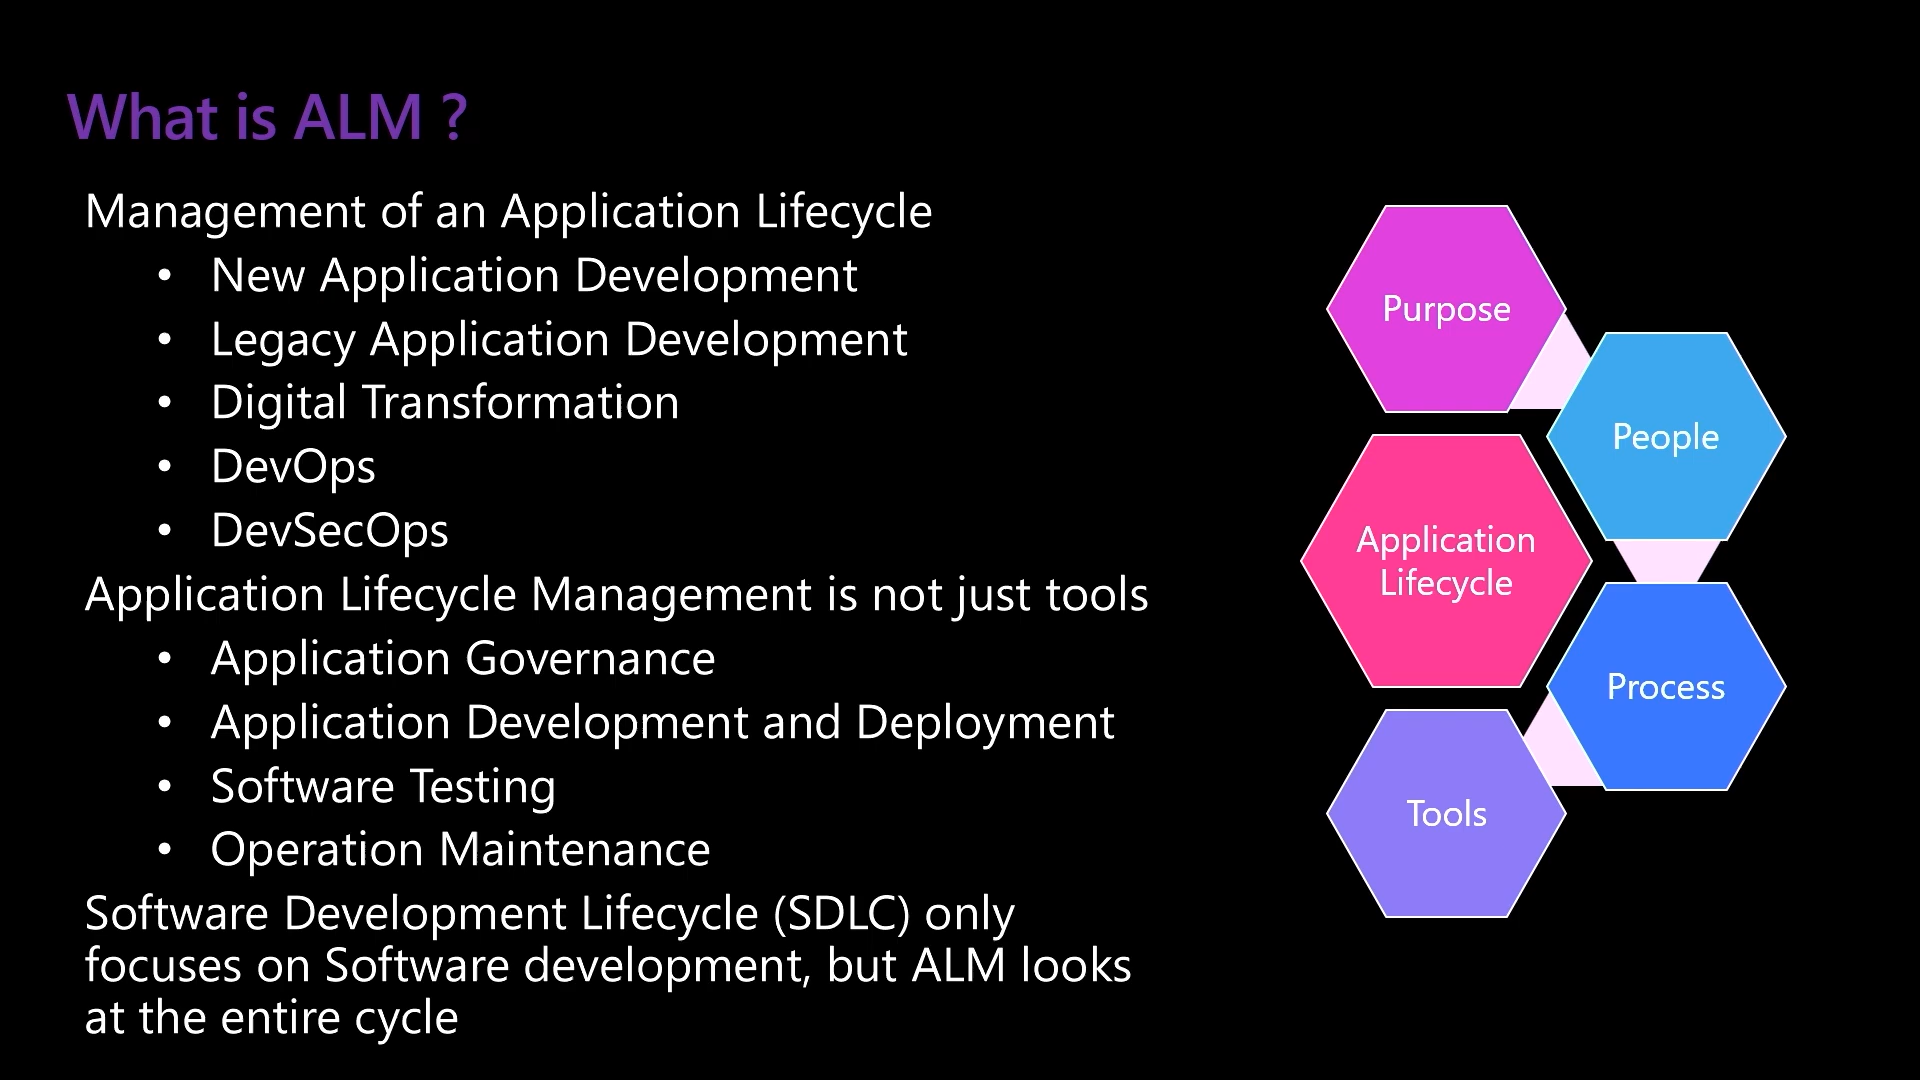 What is ALM ?
Management of an Application Lifecycle
• New Application Development
• Legacy Application Development
• Digital Transformation
• DevOps
• DevSecOps
Application Lifecycle Management is not just tools
• Application Governance
• Application Development and Deployment
• Software Testing
• Operation Maintenance
Software Development Lifecycle (SDLC) only
focuses on Software development, but ALM looks
at the entire cycle
Purpose
People
Application
Lifecycle
Process
Tools